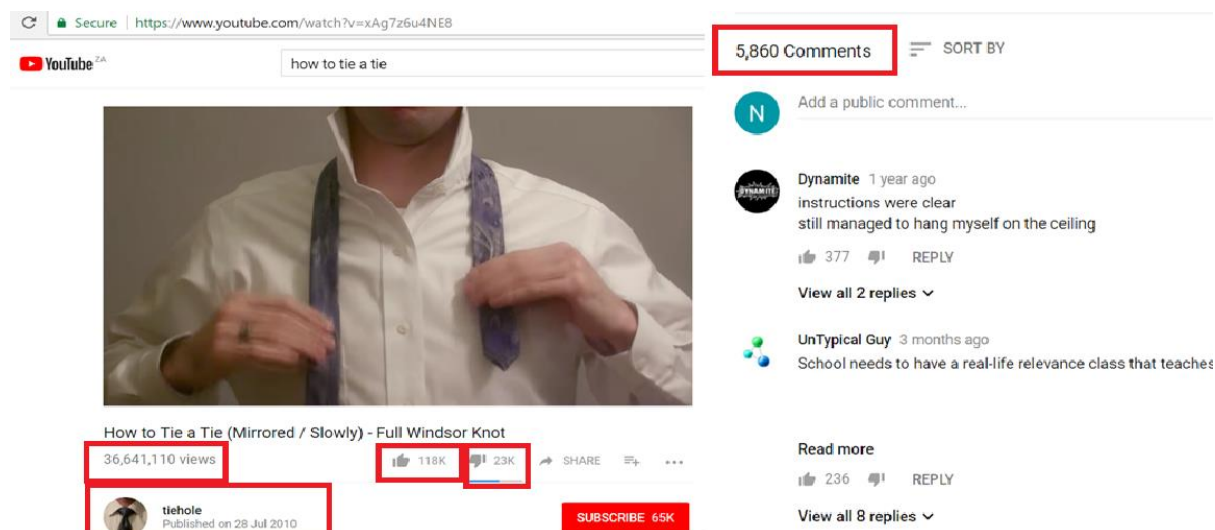 Secure | https://www.youtube.com/watch?v=xAg7z6u4NE8
YouTube ZA
how to tie a tie
How to Tie a Tie (Mirrored / Slowly) - Full Windsor Knot
36,641,110 views
118K 23K SHARE
tiehole
Published on 28 Jul 2010
SUBSCRIBE 65K
5,860 Comments SORT BY
N
Add a public comment...
DYNAMITE
Dynamite 1 year ago
instructions were clear
still managed to hang myself on the ceiling
377 REPLY
View all 2 replies
UnTypical Guy 3 months ago
School needs to have a real-life relevance class that teaches
Read more
236 REPLY
View all 8 replies